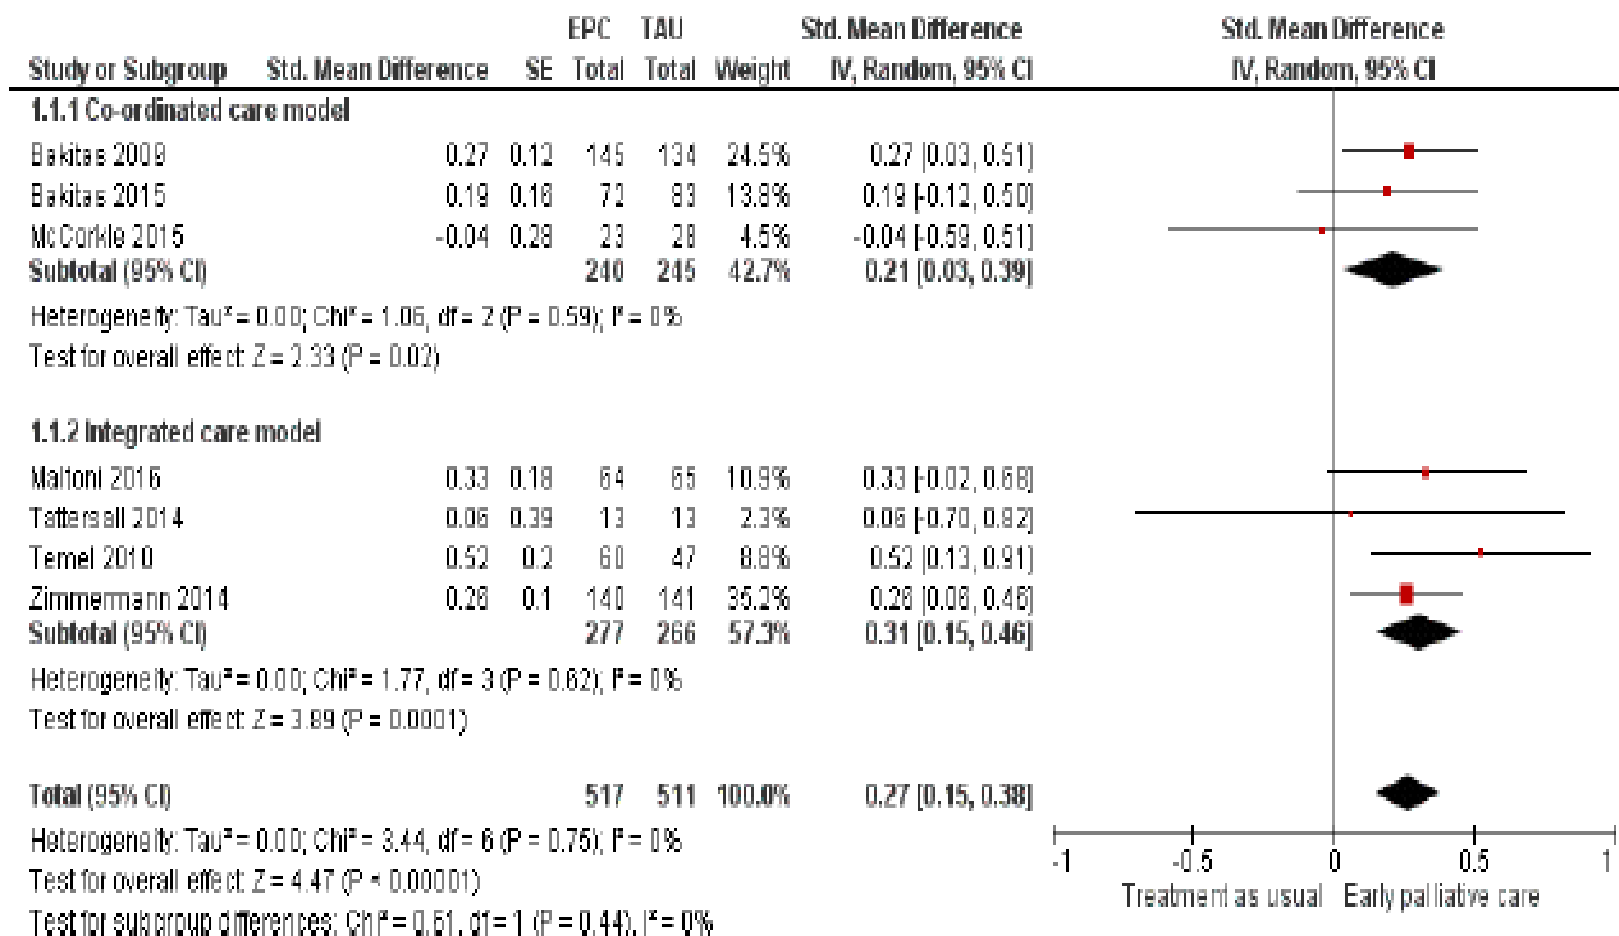 EPC TAU Std. Mean Difference Std. Mean Difference
Study or Subgroup Std. Mean Difference SE Total Total Weight IV, Random, 95% CI IV, Random, 95% CI
1.1.1 Co-ordinated care model
Bakitas 2009 0.27 0.12 145 134 24.5% 0.27 [0.03, 0.51]
Bakitas 2015 0.19 0.16 72 83 13.8% 0.19 [-0.12, 0.50]
McCorkle 2015 -0.04 0.28 23 28 4.5% -0.04 [-0.59, 0.51]
Subtotal (95% CI) 240 245 42.7% 0.21 [0.03, 0.39]
Heterogeneity: Tau² = 0.00; Chi² = 1.06, df = 2 (P = 0.59); I² = 0%
Test for overall effect: Z = 2.33 (P = 0.02)
1.1.2 Integrated care model
Maltoni 2016 0.33 0.18 64 65 10.9% 0.33 [-0.02, 0.68]
Tattersall 2014 0.06 0.39 13 13 2.3% 0.06 [-0.70, 0.82]
Temel 2010 0.52 0.2 60 47 8.8% 0.52 [0.13, 0.91]
Zimmermann 2014 0.26 0.1 140 141 35.2% 0.26 [0.06, 0.46]
Subtotal (95% CI) 277 266 57.3% 0.31 [0.15, 0.46]
Heterogeneity: Tau² = 0.00; Chi² = 1.77, df = 3 (P = 0.62); I² = 0%
Test for overall effect: Z = 3.89 (P = 0.0001)
Total (95% CI) 517 511 100.0% 0.27 [0.15, 0.38]
Heterogeneity: Tau² = 0.00; Chi² = 3.44, df = 6 (P = 0.75); I² = 0%
Test for overall effect: Z = 4.47 (P < 0.00001)
Test for subgroup differences: Chi² = 0.61, df = 1 (P = 0.44), I² = 0%
-1 -0.5 0 0.5 1
Treatment as usual Early palliative care